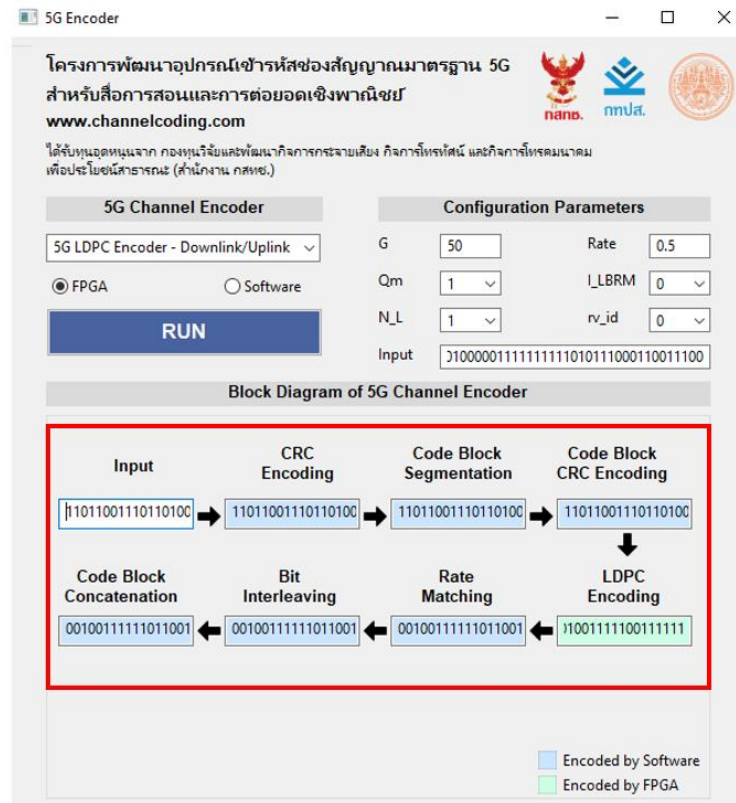 5G Encoder
โครงการพัฒนาอุปกรณ์เข้ารหัสช่องสัญญาณมาตรฐาน 5G
สำหรับสื่อการสอนและการต่อยอดเชิงพาณิชย์
www.channelcoding.com
กสทช.
กทปส.
ได้รับทุนอุดหนุนจาก กองทุนวิจัยและพัฒนากิจการกระจายเสียง กิจการโทรทัศน์ และกิจการโทรคมนาคม
เพื่อประโยชน์สาธารณะ (สำนักงาน กสทช.)
5G Channel Encoder
Configuration Parameters
5G LDPC Encoder - Downlink/Uplink
G 50 Rate 0.5
FPGA Software
Qm 1 I_LBRM 0
RUN
N_L 1 rv_id 0
Input 0100000111111111101011100011001110­0
Block Diagram of 5G Channel Encoder
Input CRC Encoding Code Block Segmentation Code Block CRC Encoding
11011001110110100 11011001110110100 11011001110110100 11011001110110100
Code Block Concatenation Bit Interleaving Rate Matching LDPC Encoding
00100111111011001 00100111111011001 00100111111011001 01001111100111111
Encoded by Software
Encoded by FPGA